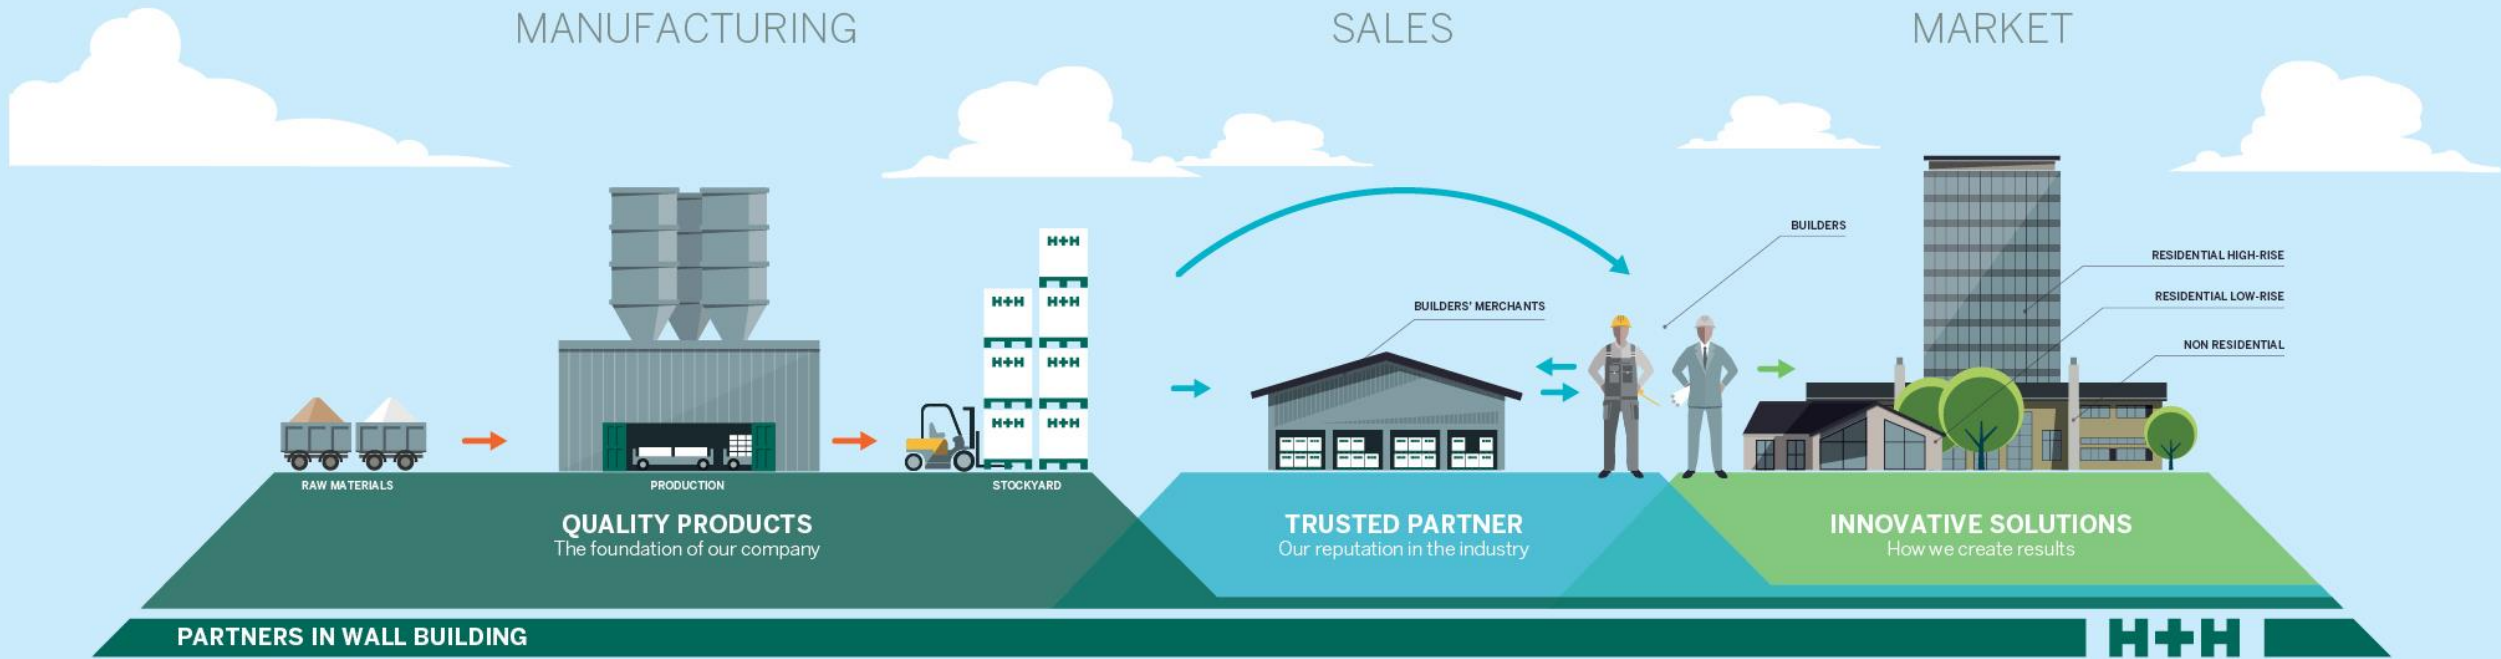 MANUFACTURING
SALES
MARKET
H+H
H+H
H+H
H+H
H+H
H+H
H+H
BUILDERS
RESIDENTIAL HIGH-RISE
RESIDENTIAL LOW-RISE
NON RESIDENTIAL
BUILDERS' MERCHANTS
RAW MATERIALS
PRODUCTION
STOCKYARD
QUALITY PRODUCTS
The foundation of our company
TRUSTED PARTNER
Our reputation in the industry
INNOVATIVE SOLUTIONS
How we create results
PARTNERS IN WALL BUILDING
H+H